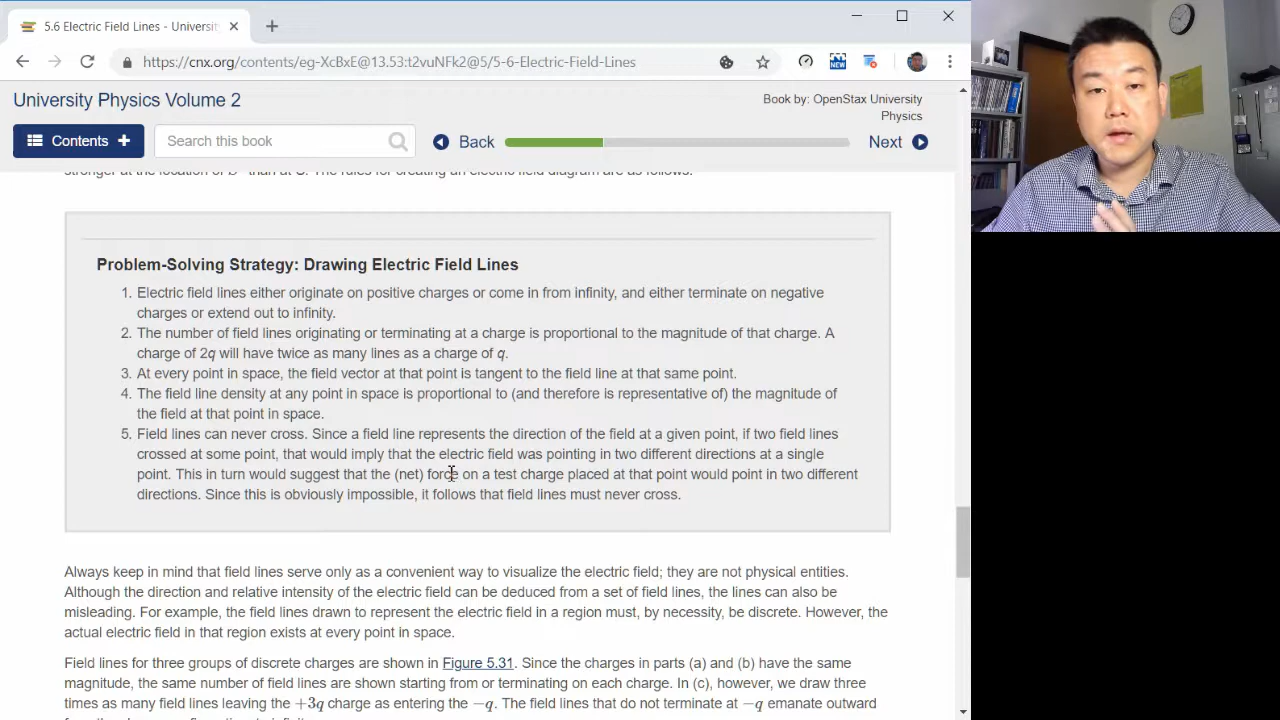 5.6 Electric Field Lines - Universit
https://cnx.org/contents/eg-XcBxE@13.53:t2vuNFk2@5/5-6-Electric-Field-Lines
NEW
University Physics Volume 2
Book by: OpenStax University
Physics
Contents
Search this book
Back
Next
Problem-Solving Strategy: Drawing Electric Field Lines
1. Electric field lines either originate on positive charges or come in from infinity, and either terminate on negative
charges or extend out to infinity.
2. The number of field lines originating or terminating at a charge is proportional to the magnitude of that charge. A
charge of 2q will have twice as many lines as a charge of q.
3. At every point in space, the field vector at that point is tangent to the field line at that same point.
4. The field line density at any point in space is proportional to (and therefore is representative of) the magnitude of
the field at that point in space.
5. Field lines can never cross. Since a field line represents the direction of the field at a given point, if two field lines
crossed at some point, that would imply that the electric field was pointing in two different directions at a single
point. This in turn would suggest that the (net) force on a test charge placed at that point would point in two different
directions. Since this is obviously impossible, it follows that field lines must never cross.
Always keep in mind that field lines serve only as a convenient way to visualize the electric field; they are not physical entities.
Although the direction and relative intensity of the electric field can be deduced from a set of field lines, the lines can also be
misleading. For example, the field lines drawn to represent the electric field in a region must, by necessity, be discrete. However, the
actual electric field in that region exists at every point in space.
Field lines for three groups of discrete charges are shown in Figure 5.31. Since the charges in parts (a) and (b) have the same
magnitude, the same number of field lines are shown starting from or terminating on each charge. In (c), however, we draw three
times as many field lines leaving the +3q charge as entering the −q. The field lines that do not terminate at −q emanate outward